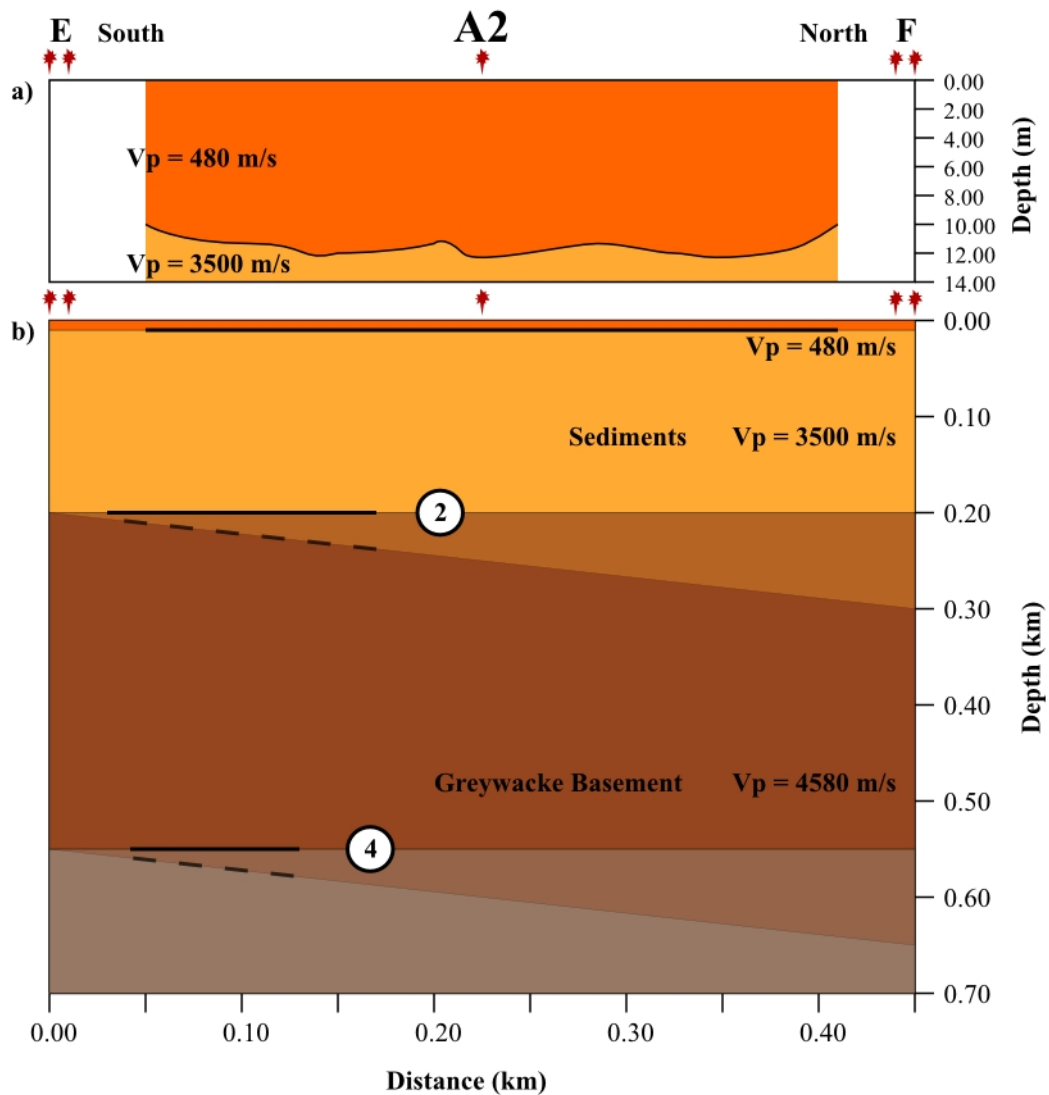 E South A2 North F
a)
0.00
2.00
4.00
Vp = 480 m/s
6.00
8.00
10.00
12.00
Vp = 3500 m/s
14.00
Depth (m)
b)
0.00
Vp = 480 m/s
0.10
Sediments Vp = 3500 m/s
2
0.20
0.30
0.40
Greywacke Basement Vp = 4580 m/s
0.50
4
0.60
0.70
Depth (km)
0.00 0.10 0.20 0.30 0.40
Distance (km)